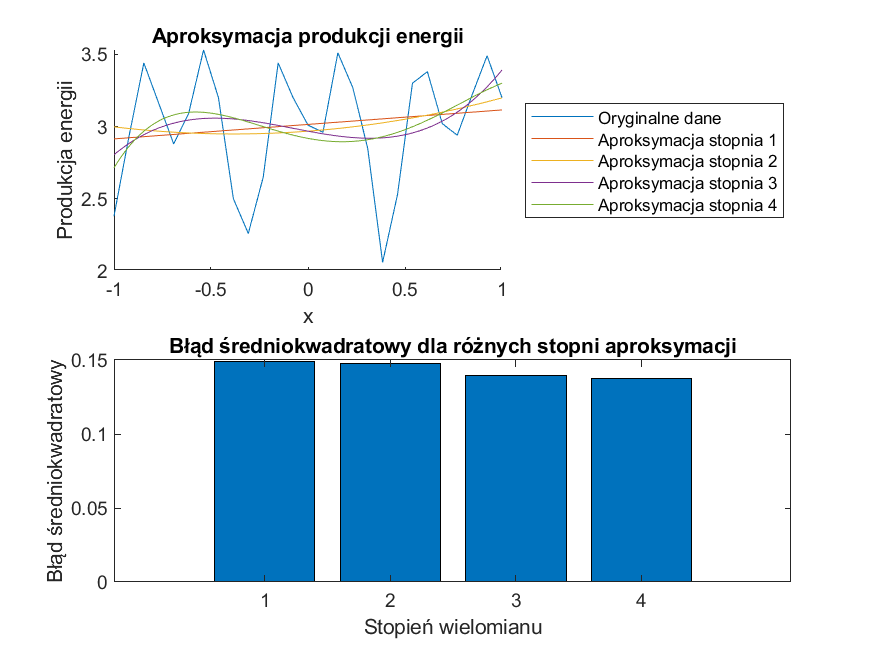 Aproksymacja produkcji energii
Produkcja energii
3.5
3
2.5
2
-1
-0.5
0
0.5
1
x
Oryginalne dane
Aproksymacja stopnia 1
Aproksymacja stopnia 2
Aproksymacja stopnia 3
Aproksymacja stopnia 4
Błąd średniokwadratowy dla różnych stopni aproksymacji
Błąd średniokwadratowy
0.15
0.1
0.05
0
1
2
3
4
Stopień wielomianu